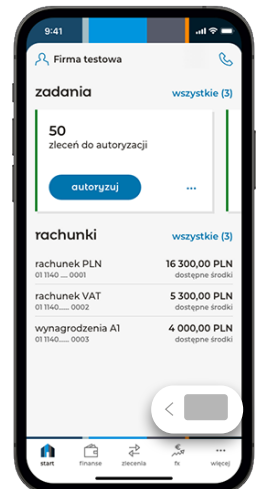 9:41
Firma testowa
zadania wszystkie (3)
50
zleceń do autoryzacji
autoryzuj ...
rachunki wszystkie (3)
rachunek PLN 16 300,00 PLN
01 1140 .... 0001 dostępne środki
rachunek VAT 5 300,00 PLN
01 1140..... 0002 dostępne środki
wynagrodzenia A1 4 000,00 PLN
01 1140..... 0003 dostępne środki
start finanse zlecenia fx więcej